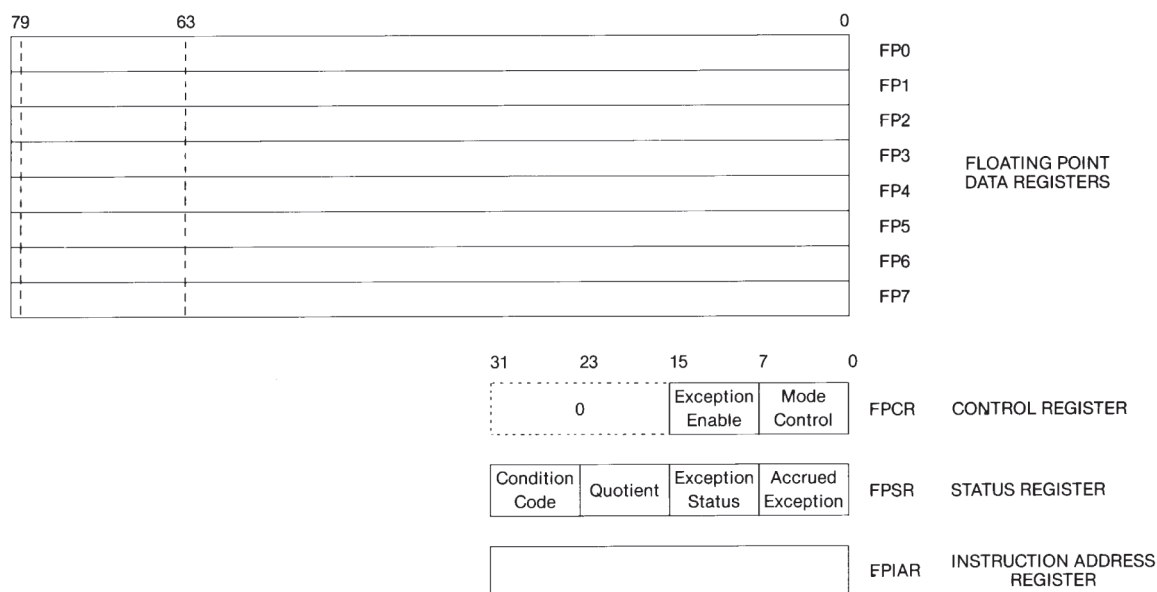 79 63 0
FP0
FP1
FP2
FP3
FP4
FP5
FP6
FP7
FLOATING POINT
DATA REGISTERS
31 23 15 7 0
0
Exception
Enable
Mode
Control
FPCR
CONTROL REGISTER
Condition
Code
Quotient
Exception
Status
Accrued
Exception
FPSR
STATUS REGISTER
FPIAR
INSTRUCTION ADDRESS
REGISTER